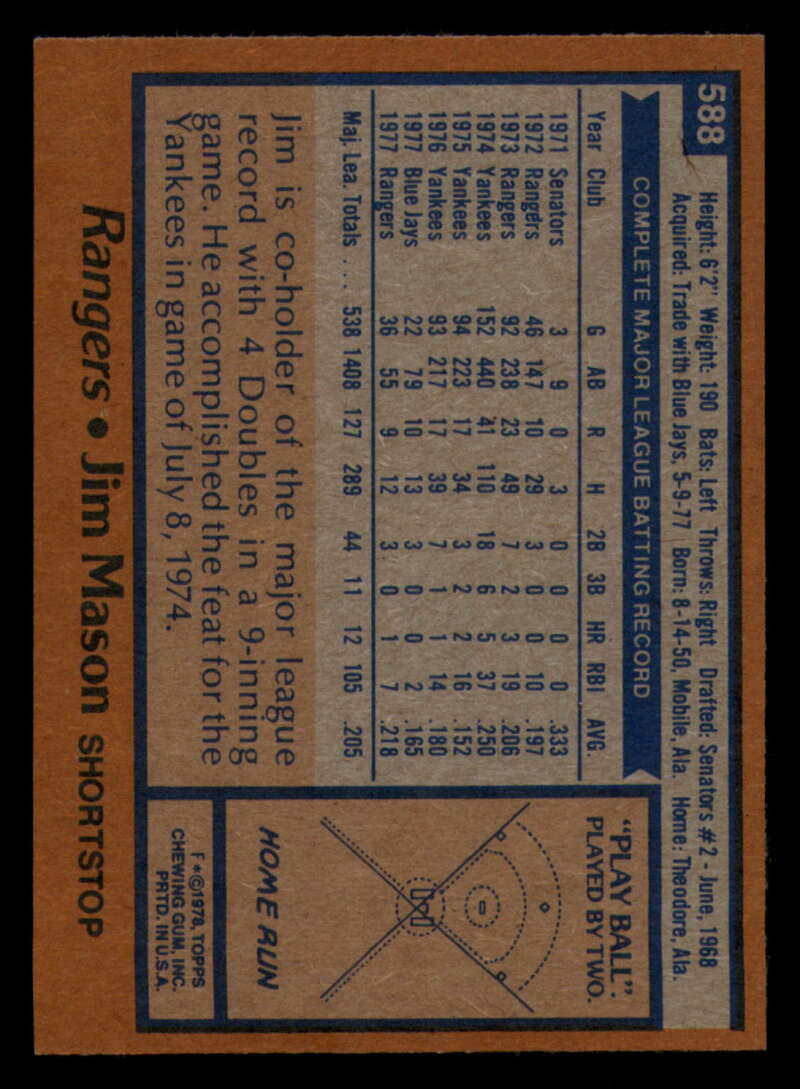 588
Height: 6'2" Weight: 190 Bats: Left Throws: Right Drafted: Senators #2 - June, 1968
Acquired: Trade with Blue Jays, 5-9-77 Born: 8-14-50, Mobile, Ala. Home: Theodore, Ala.
COMPLETE MAJOR LEAGUE BATTING RECORD
Year Club G AB R H 2B 3B HR RBI AVG.
1971 Senators 3 9 0 3 0 0 0 0 .333
1972 Rangers 46 147 10 29 3 0 0 10 .197
1973 Rangers 92 238 23 49 7 2 3 19 .206
1974 Yankees 152 440 41 110 18 6 5 37 .250
1975 Yankees 94 223 17 34 3 2 2 16 .152
1976 Yankees 93 217 17 39 7 1 1 14 .180
1977 Blue Jays 22 79 10 13 3 0 0 2 .165
1977 Rangers 36 55 9 12 3 0 1 7 .218
Maj. Lea. Totals ... 538 1408 127 289 44 11 12 105 .205
Jim is co-holder of the major league
record with 4 Doubles in a 9-inning
game. He accomplished the feat for the
Yankees in game of July 8, 1974.
"PLAY BALL".
PLAYED BY TWO.
HOME RUN
F*©1978, TOPPS
CHEWING GUM, INC.
PRTD. IN U.S.A.
Rangers • Jim Mason SHORTSTOP